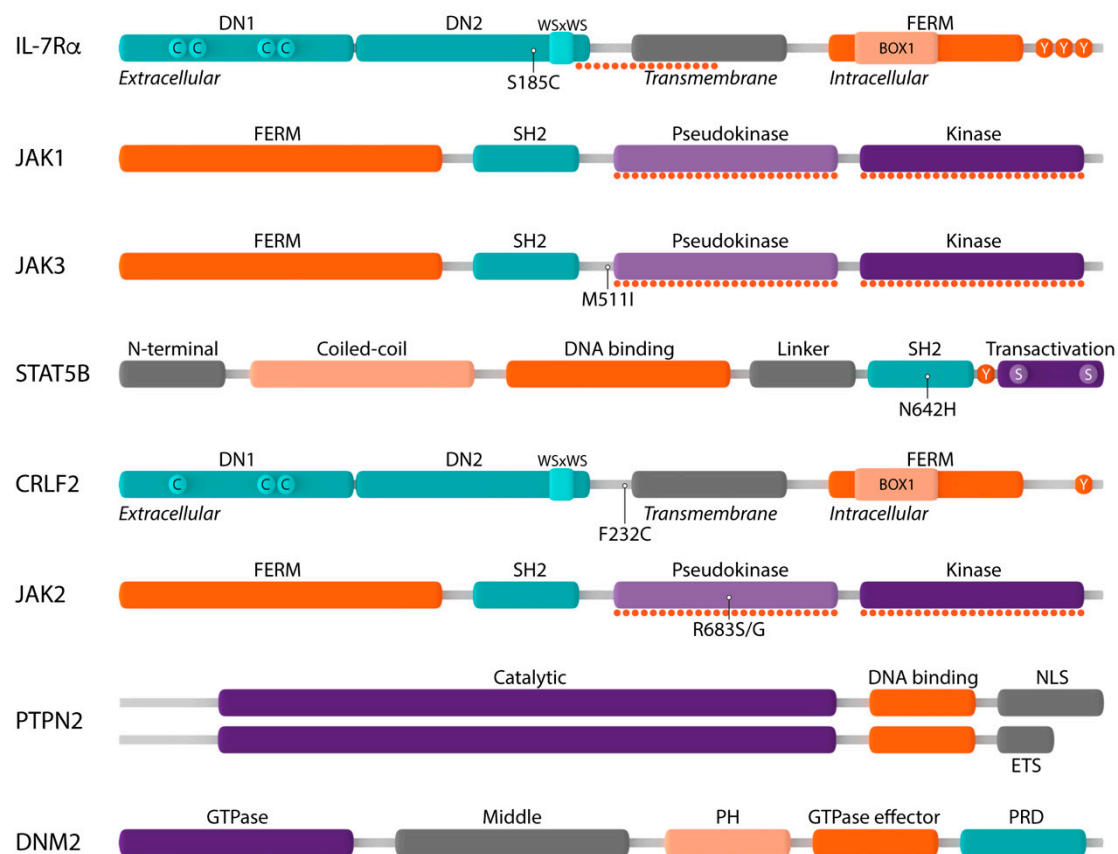 DN1 DN2 WSxWS FERM
IL-7Rα C C C C BOX1 Y Y Y
Extracellular S185C Transmembrane Intracellular
FERM SH2 Pseudokinase Kinase
JAK1
FERM SH2 Pseudokinase Kinase
JAK3
M511I
N-terminal Coiled-coil DNA binding Linker SH2 Transactivation
STAT5B Y S S
N642H
DN1 DN2 WSxWS FERM
CRLF2 C C C BOX1 Y
Extracellular F232C Transmembrane Intracellular
FERM SH2 Pseudokinase Kinase
JAK2
R683S/G
Catalytic DNA binding NLS
PTPN2
ETS
GTPase Middle PH GTPase effector PRD
DNM2